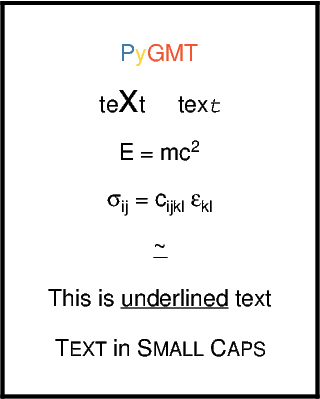 PyGMT
teXt text
E = mc²
σij = cijkl εkl
~
This is underlined text
TEXT in SMALL CAPS